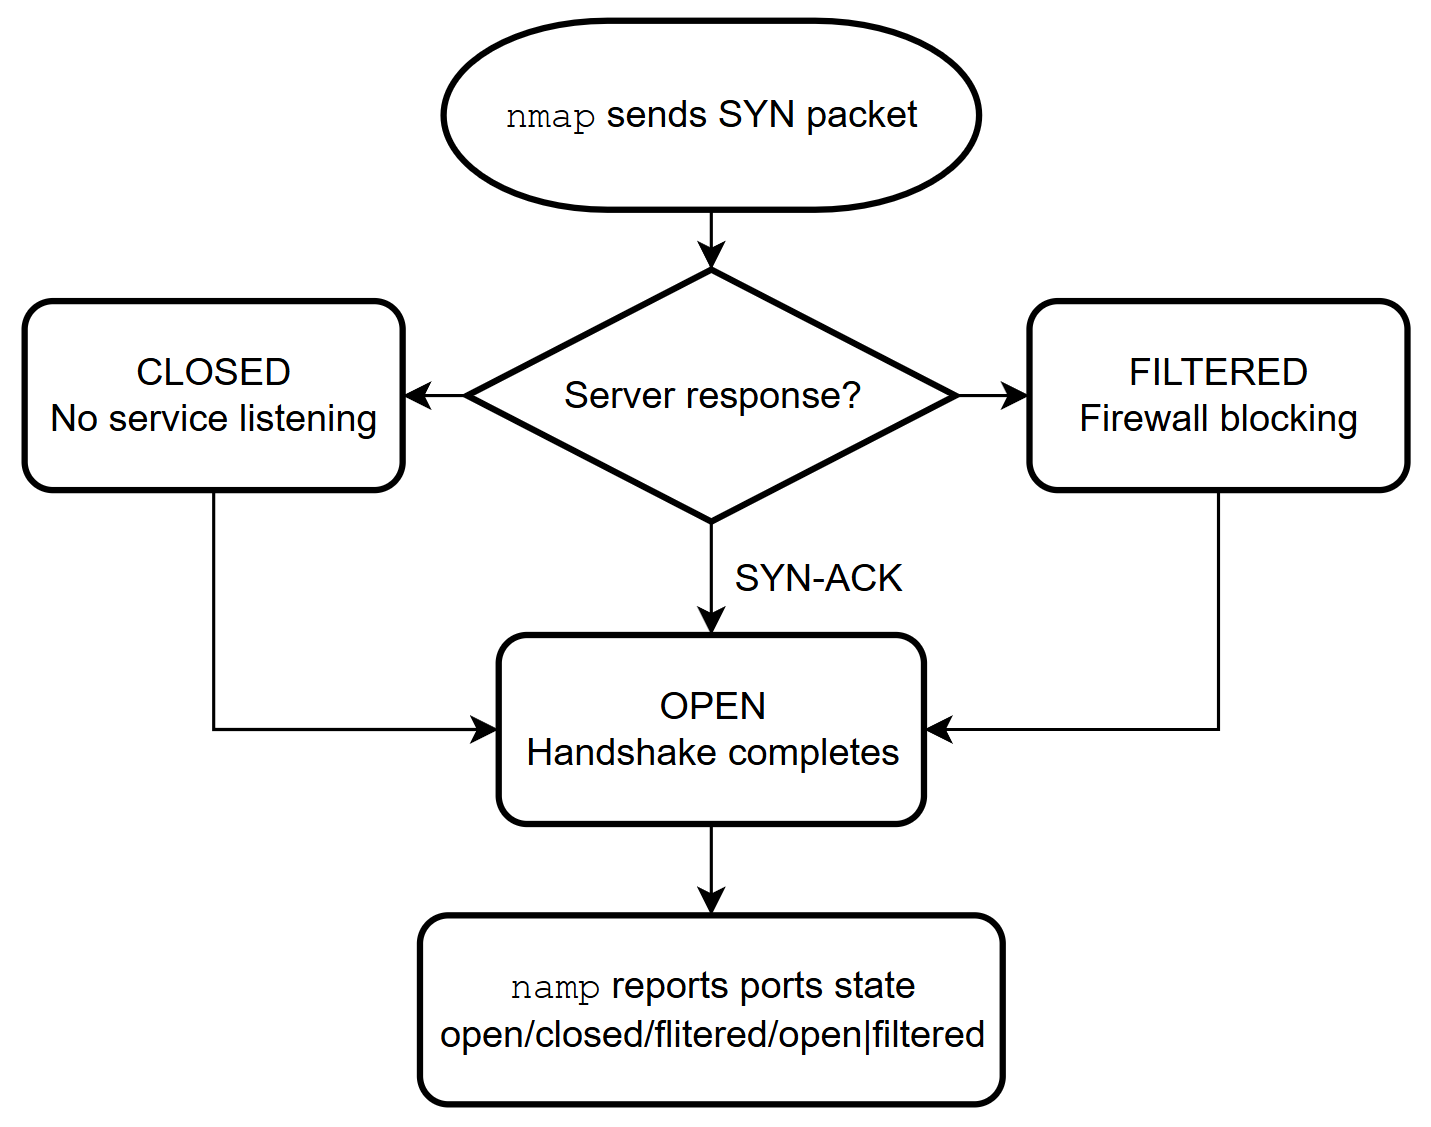 nmap sends SYN packet
CLOSED
No service listening
Server response?
FILTERED
Firewall blocking
SYN-ACK
OPEN
Handshake completes
namp reports ports state
open/closed/flitered/open|filtered